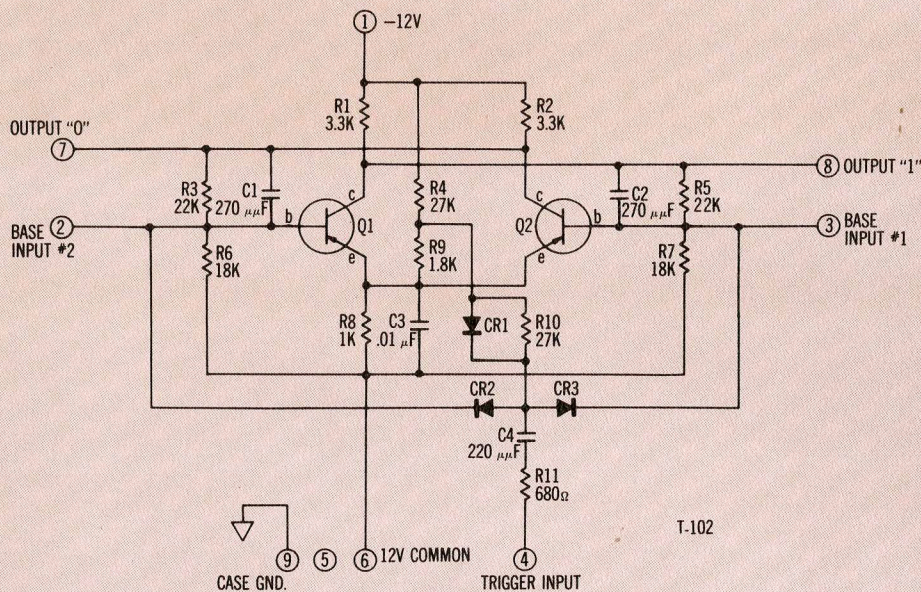 ① −12V
R1
3.3K
R2
3.3K
OUTPUT "O"
⑦
⑧ OUTPUT "1"
R3
22K
C1
270 μμF
R4
27K
C2
270 μμF
R5
22K
c
b
Q1
e
c
Q2
b
e
②
BASE
INPUT #2
③ BASE
INPUT #1
R6
18K
R9
1.8K
R7
18K
R8
1K
C3
.01 μF
CR1
R10
27K
CR2
CR3
C4
220 μμF
R11
680Ω
T-102
⑨ ⑤ ⑥ 12V COMMON
④
CASE GND.
TRIGGER INPUT